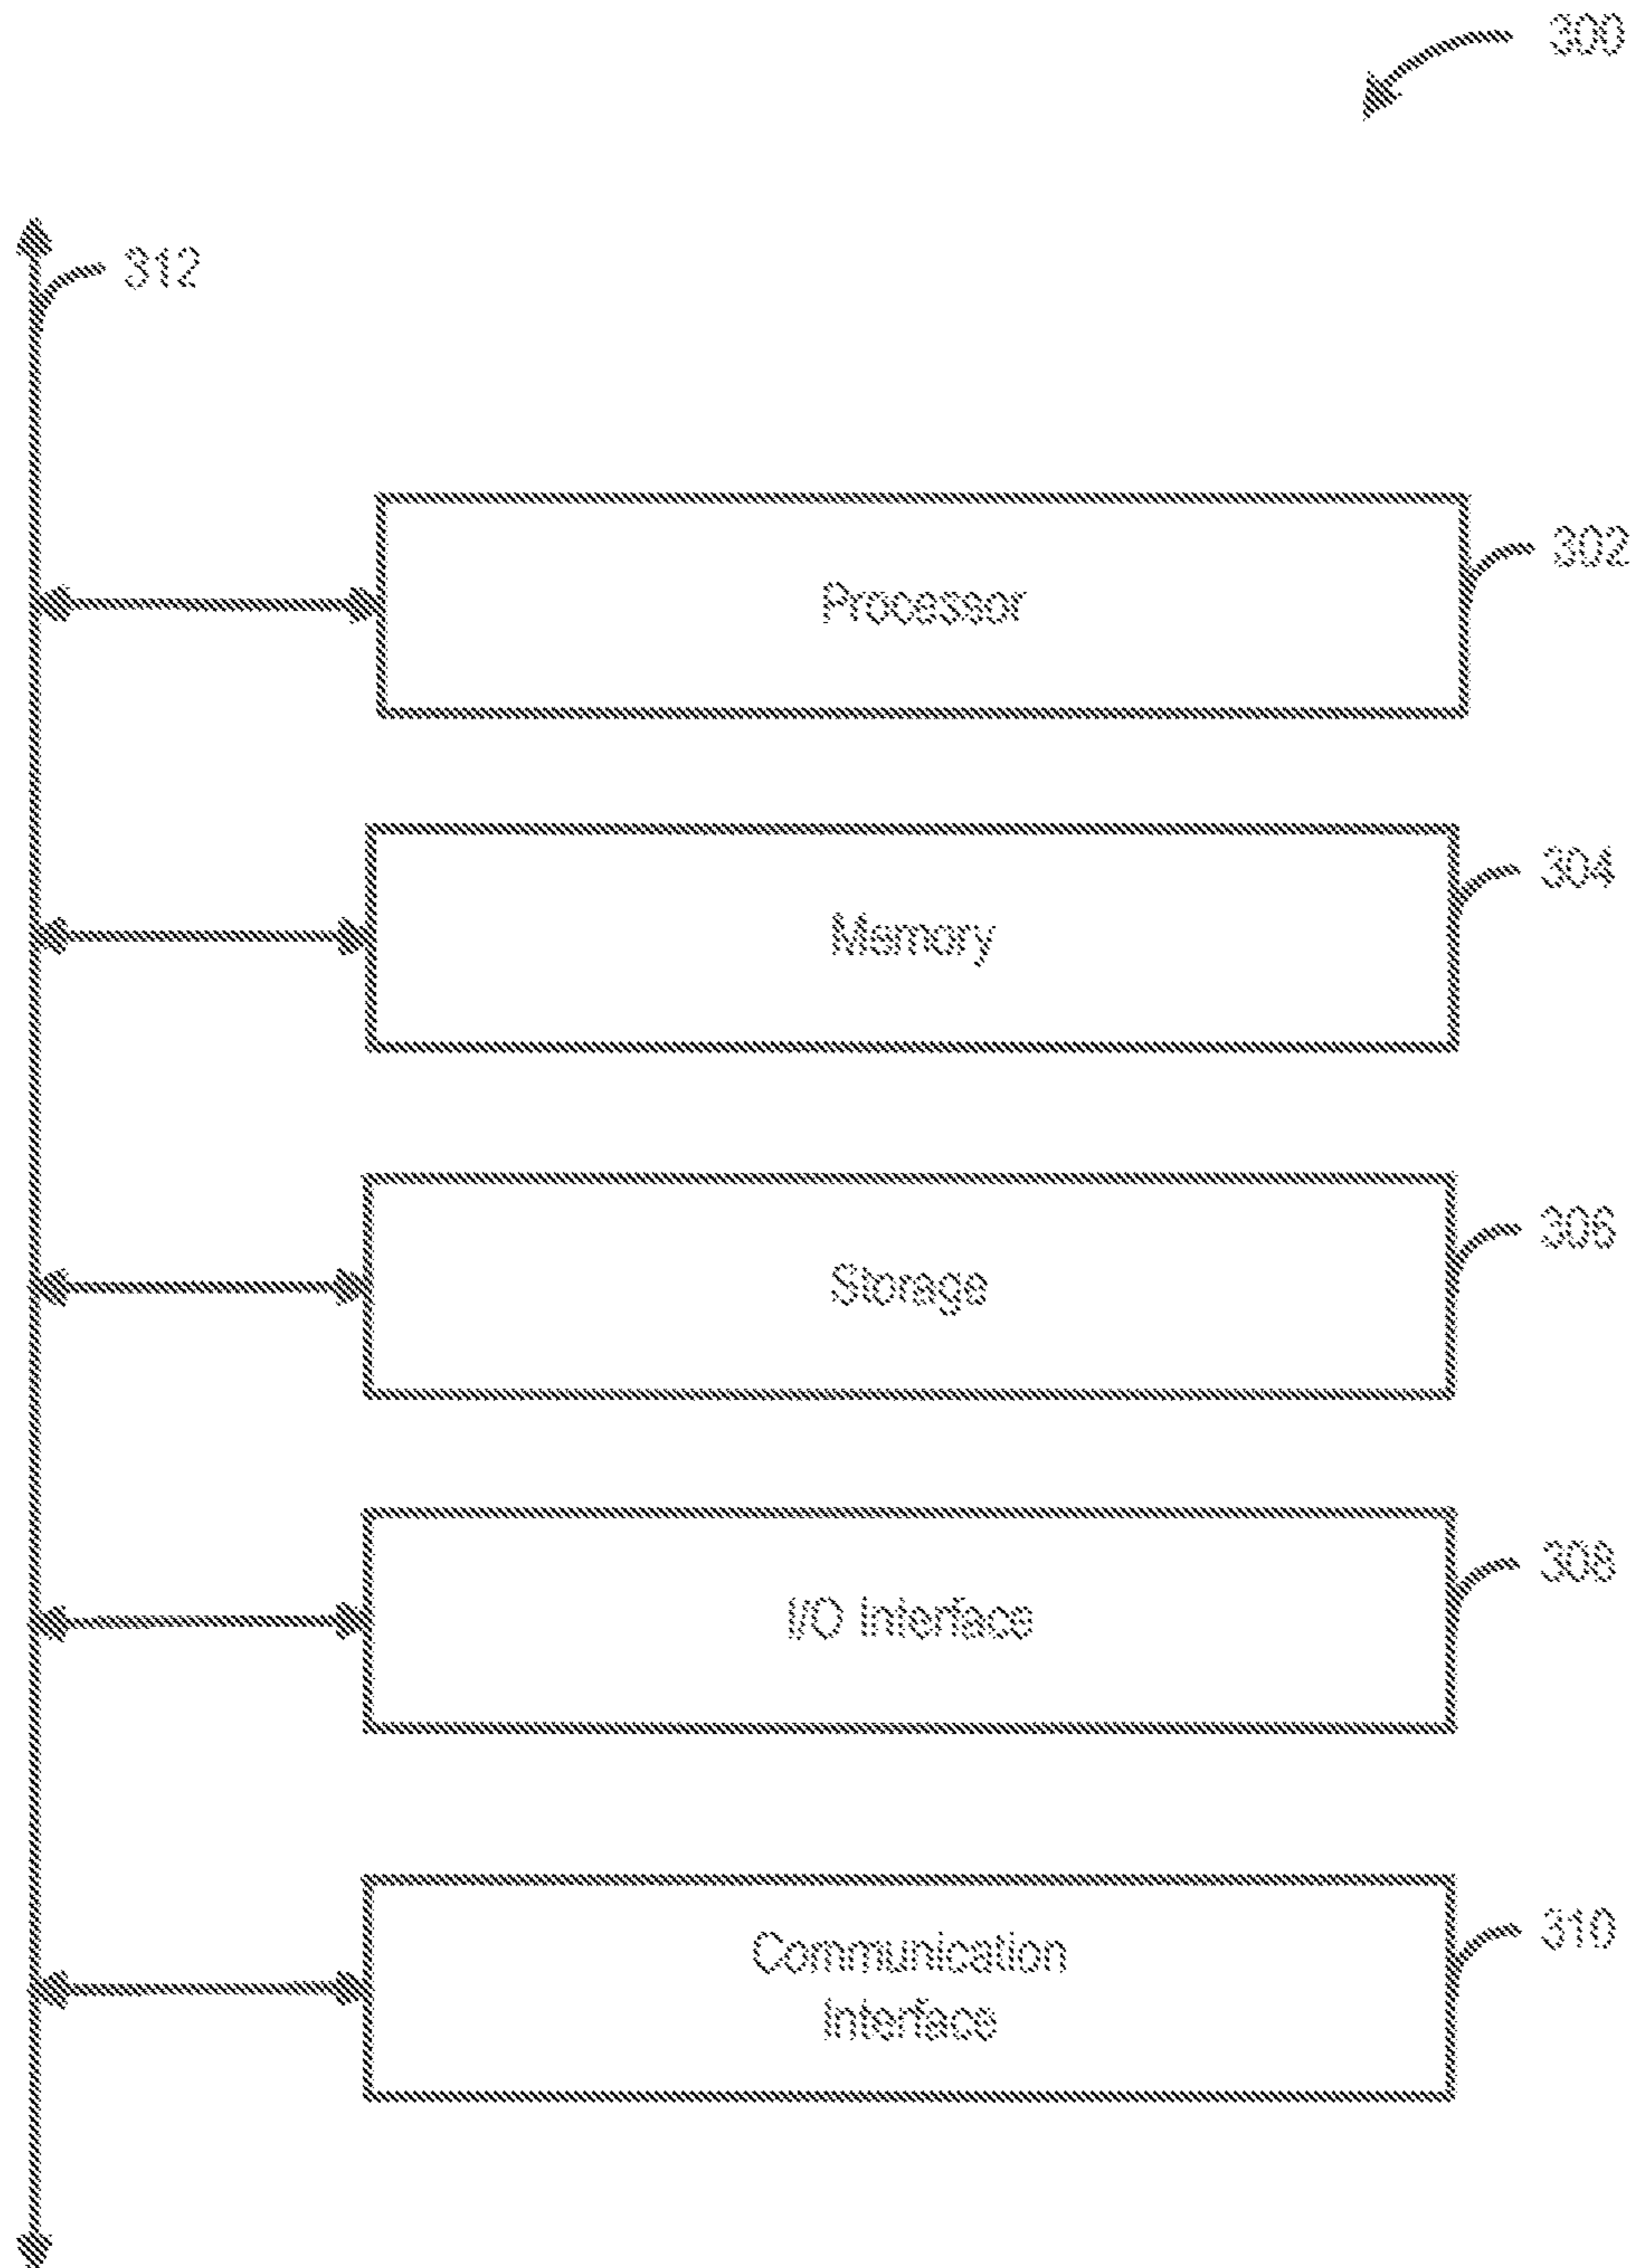 300
312
Processor
302
Memory
304
Storage
306
I/O Interface
308
Communication
Interface
310